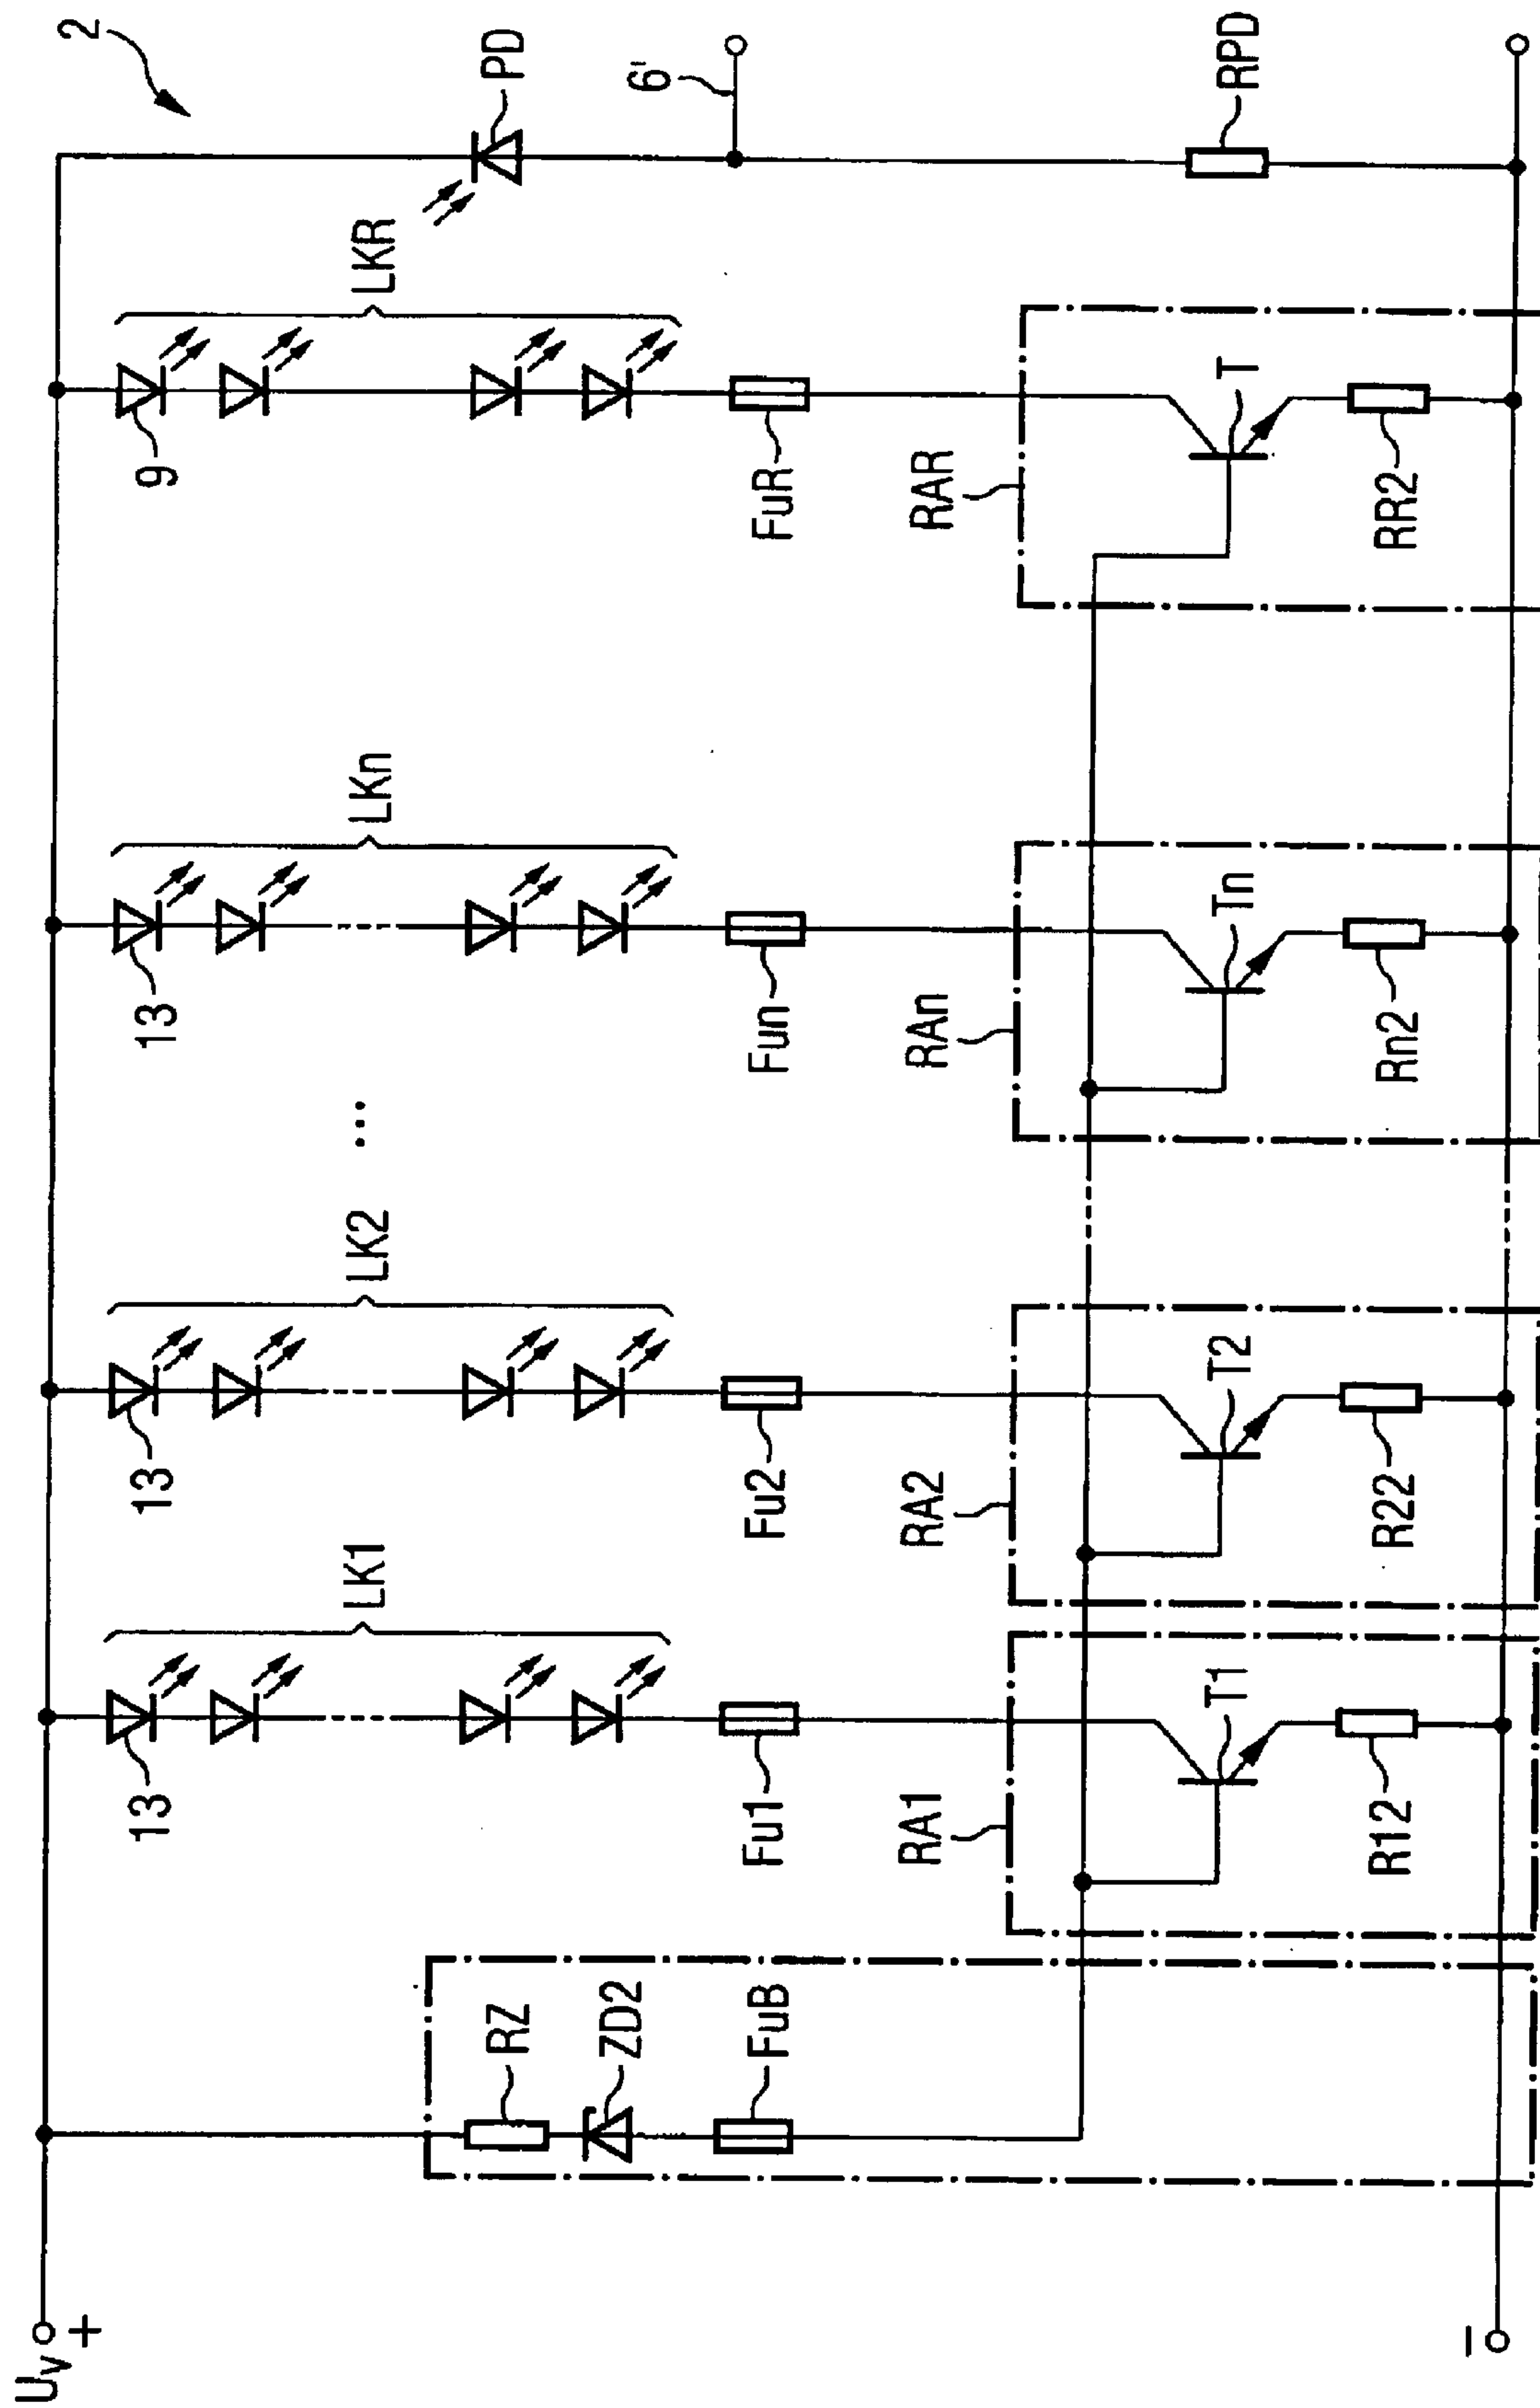 2
PD
6'
RPD
LKR
9
FuR
RAR
T
RR2
LKn
13
Fun
RAn
Tn
Rn2
...
LK2
13
Fu2
RA2
T2
R22
LK1
13
Fu1
RA1
T1
R12
RZ
ZD2
FuB
Uv
+
–